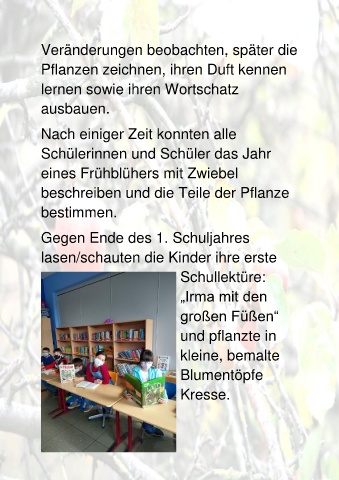 Veränderungen beobachten, später die
Pflanzen zeichnen, ihren Duft kennen
lernen sowie ihren Wortschatz
ausbauen.
Nach einiger Zeit konnten alle
Schülerinnen und Schüler das Jahr
eines Frühblühers mit Zwiebel
beschreiben und die Teile der Pflanze
bestimmen.
Gegen Ende des 1. Schuljahres
lasen/schauten die Kinder ihre erste
Schullektüre:
„Irma mit den
großen Füßen“
und pflanzte in
kleine, bemalte
Blumentöpfe
Kresse.